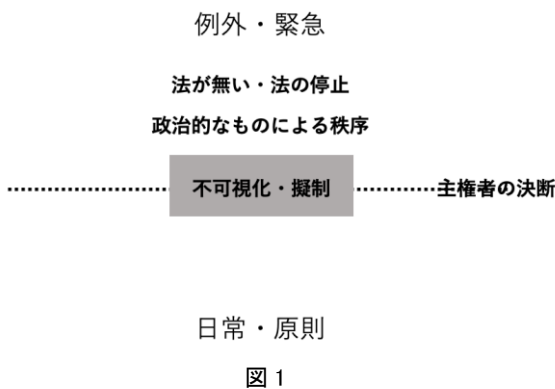 例外・緊急
法が無い・法の停止
政治的なものによる秩序
不可視化・擬制
主権者の決断
日常・原則
図1